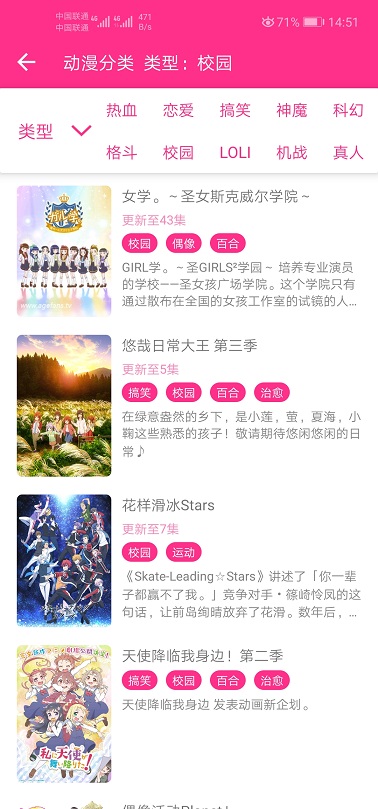 中国联通 4G 4G 471
中国联通 B/s
71% 14:51
动漫分类 类型：校园
热血 恋爱 搞笑 神魔 科幻
类型
格斗 校园 LOLI 机战 真人
女学。～圣女斯克威尔学院～
更新至43集
校园 偶像 百合
GIRL学。～圣GIRLS²学园～ 培养专业演员
的学校——圣女孩广场学院。这个学院只有
通过散布在全国的女孩工作室的试镜的人...
悠哉日常大王 第三季
更新至5集
搞笑 校园 百合 治愈
在绿意盎然的乡下，是小莲，萤，夏海，小
鞠这些熟悉的孩子！敬请期待悠闲悠闲的日
常♪
花样滑冰Stars
更新至7集
校园 运动
《Skate-Leading☆Stars》讲述了「你一辈
子都赢不了我。」竞争对手・篠崎怜凤的这
句话，让前岛绚晴放弃了花滑。数年后，...
天使降临我身边！第二季
搞笑 校园 百合 治愈
天使降临我身边 发表动画新企划。
私に天使が
舞い降りた！